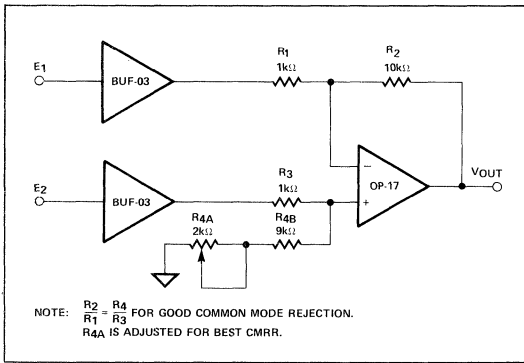 E1
BUF-03
R1
1kΩ
R2
10kΩ
−
OP-17
+
VOUT
E2
BUF-03
R3
1kΩ
R4A
2kΩ
R4B
9kΩ
NOTE: R2/R1 = R4/R3 FOR GOOD COMMON MODE REJECTION.
R4A IS ADJUSTED FOR BEST CMRR.